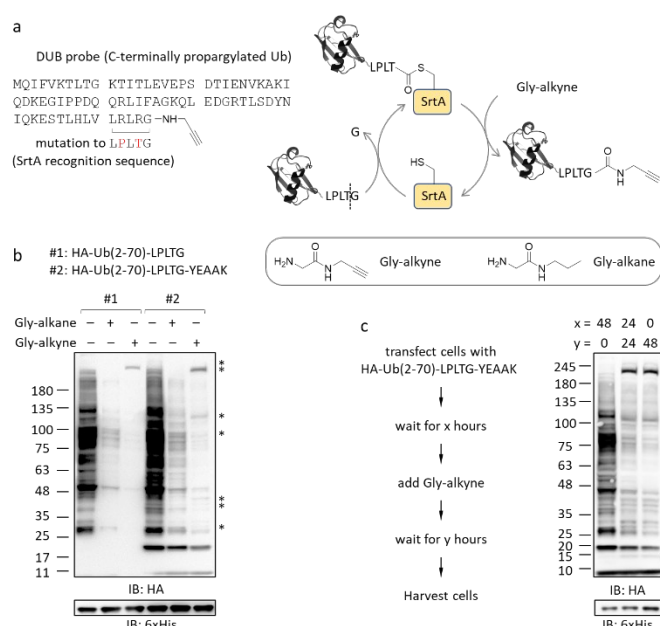 a
DUB probe (C-terminally propargylated Ub)
MQIFVKTLTG KTITLEVEPS DTIENVKAKI
QDKEGIPPDQ QRLIFAGKQL EDGRTLSDYN
IQKESTLHLV LRLRG –NH
mutation to LPLTG
(SrtA recognition sequence)
LPLT
O
S
SrtA
Gly-alkyne
G
HS
SrtA
LPLTG
LPLTG
O
N
H
H₂N
O
N
H
Gly-alkyne
H₂N
O
N
H
Gly-alkane
b
#1: HA-Ub(2-70)-LPLTG
#2: HA-Ub(2-70)-LPLTG-YEAAK
#1 #2
Gly-alkane – + – – + –
Gly-alkyne – – + – – +
180
135
100
75
63
48
35
25
17
11
*
*
*
*
*
*
*
IB: HA
IB: 6xHis
c
transfect cells with
HA-Ub(2-70)-LPLTG-YEAAK
wait for x hours
add Gly-alkyne
wait for y hours
Harvest cells
x = 48 24 0
y = 0 24 48
245
180
135
100
75
63
48
35
25
20
15
10
IB: HA
IB: 6xHis